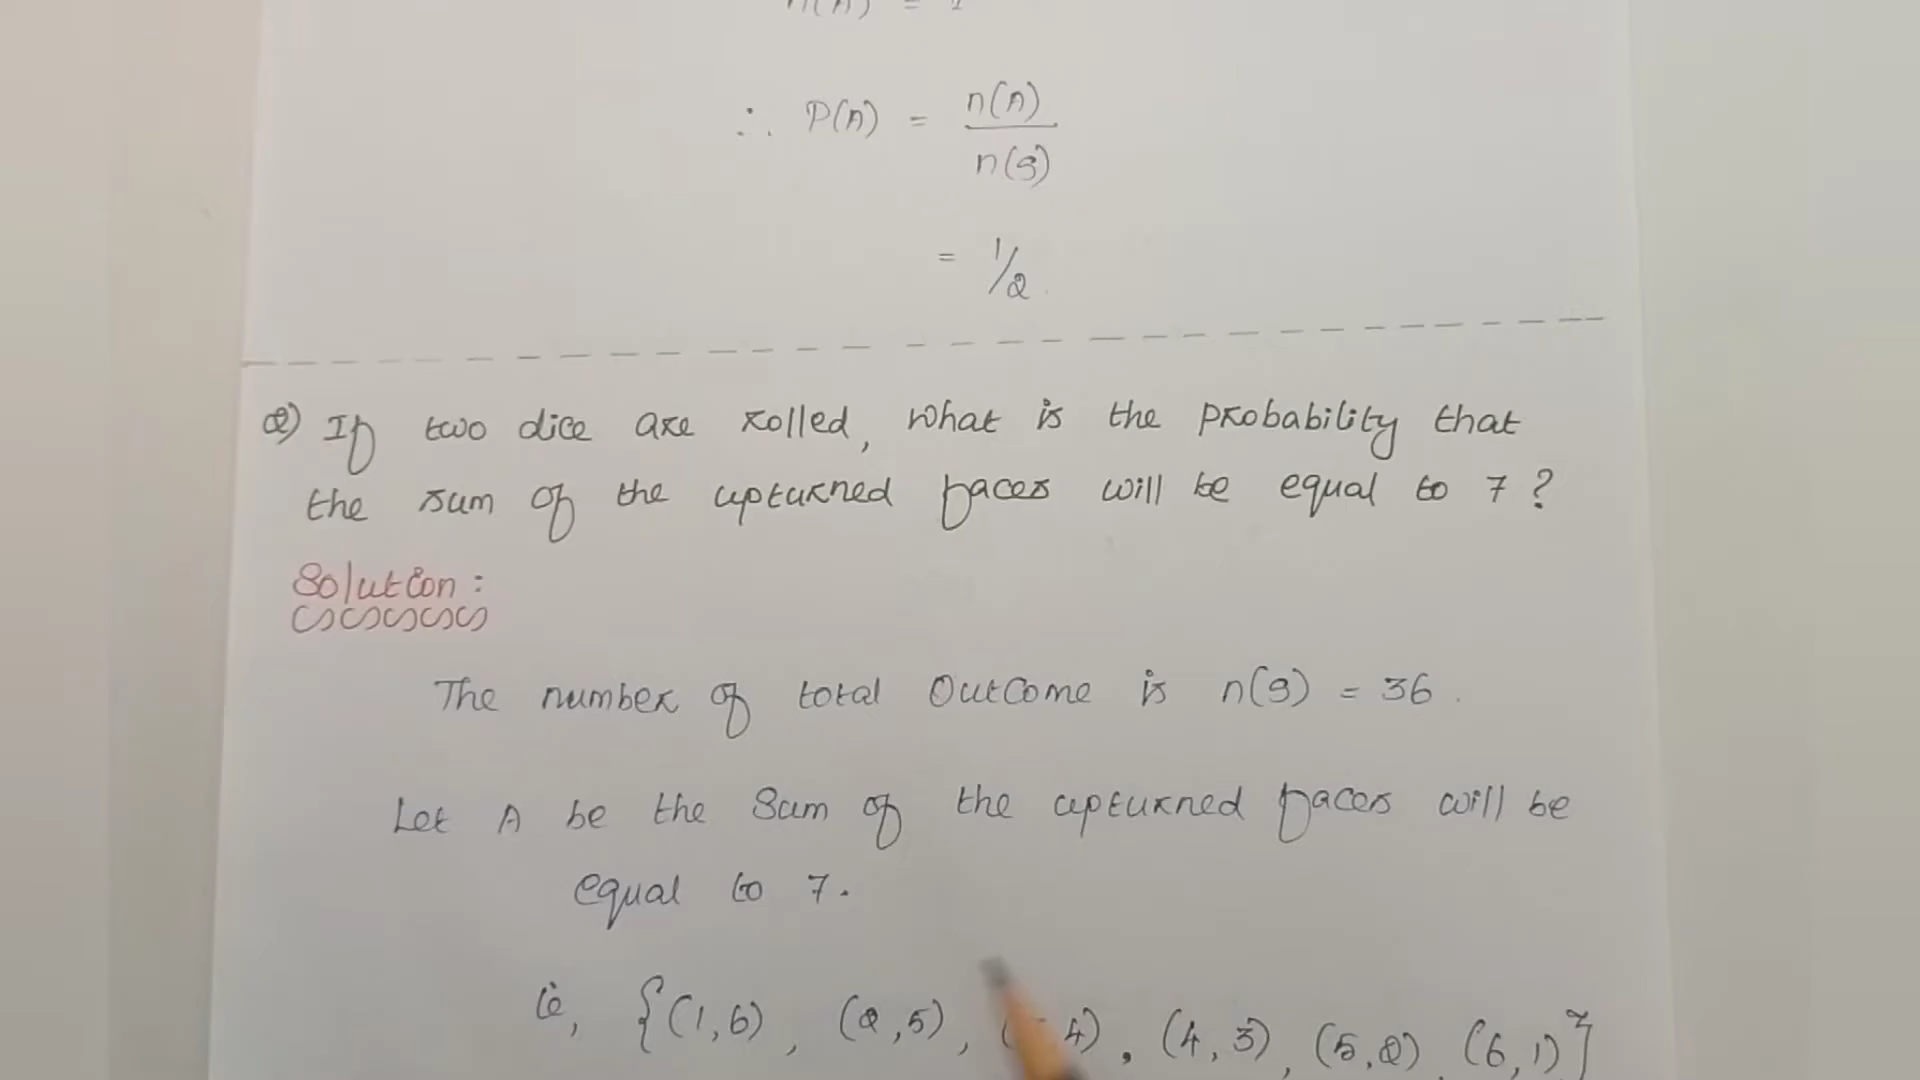 ∴ P(A) = n(A)/n(S)
= 1/2
2) If two dice are rolled, what is the probability that
the sum of the upturned faces will be equal to 7?
Solution:
The number of total Outcome is n(S) = 36.
Let A be the Sum of the upturned faces will be
equal to 7.
ie, {(1,6), (2,5), 4), (4,3), (5,2), (6,1)}